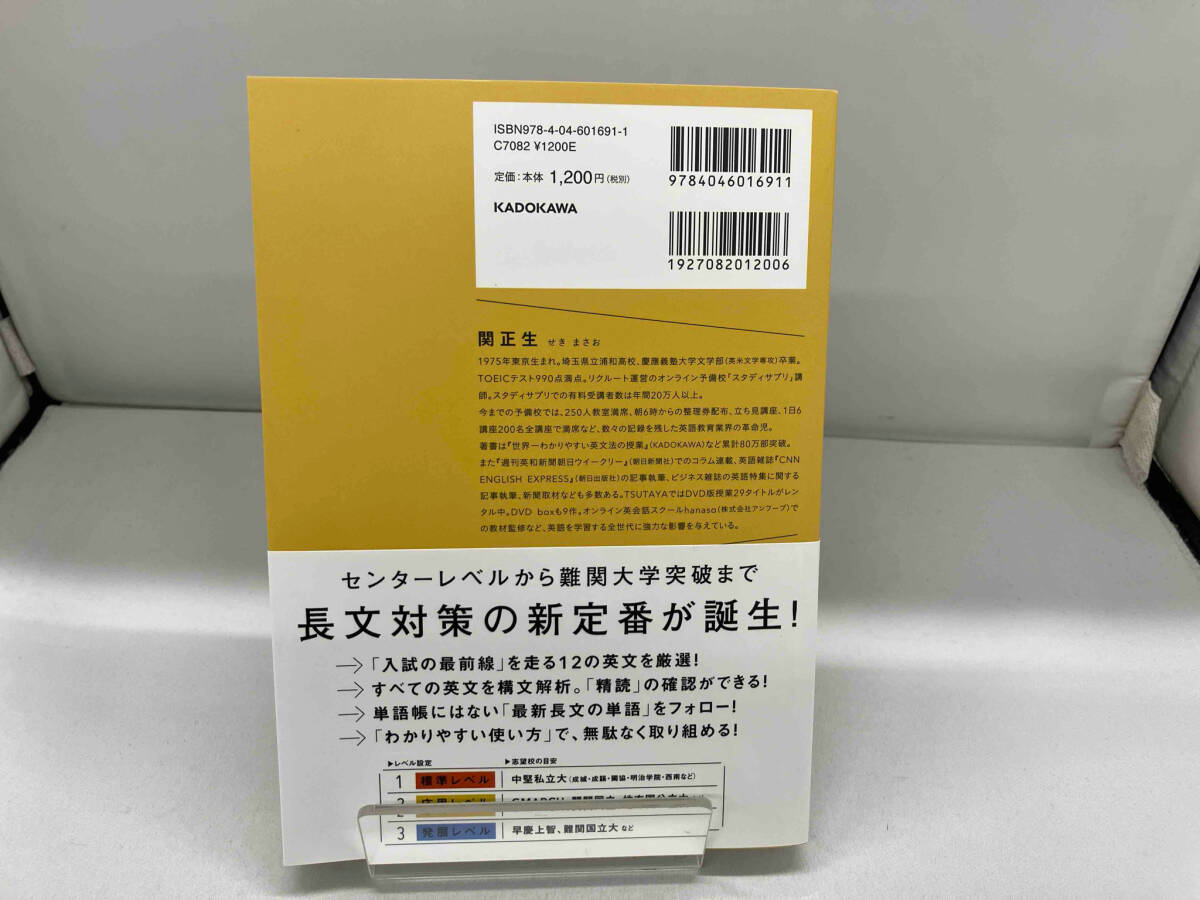 ISBN978-4-04-601691-1
C7082 ¥1200E
定価：本体 1,200円（税別）
KADOKAWA
9784046016911
1927082012006
関正生 せき まさお
1975年東京生まれ。埼玉県立浦和高校、慶應義塾大学文学部（英米文学専攻）卒業。
TOEICテスト990点満点。リクルート運営のオンライン予備校「スタディサプリ」講
師。スタディサプリでの有料受講者数は年間20万人以上。
今までの予備校では、250人教室満席、朝6時からの整理券配布、立ち見講座、1日6
講座200名全講座で満席など、数々の記録を残した英語教育業界の革命児。
著書は『世界一わかりやすい英文法の授業』（KADOKAWA）など累計80万部突破。
また『週刊英和新聞朝日ウイークリー』（朝日新聞社）でのコラム連載、英語雑誌『CNN
ENGLISH EXPRESS』（朝日出版社）の記事執筆、ビジネス雑誌の英語特集に関する
記事執筆、新聞取材なども多数ある。TSUTAYAではDVD版授業29タイトルがレン
タル中。DVD boxも9作。オンライン英会話スクールhanaso（株式会社アンフープ）で
の教材監修など、英語を学習する全世代に強力な影響を与えている。
センターレベルから難関大学突破まで
長文対策の新定番が誕生！
→「入試の最前線」を走る12の英文を厳選！
→すべての英文を構文解析。「精読」の確認ができる！
→単語帳にはない「最新長文の単語」をフォロー！
→「わかりやすい使い方」で、無駄なく取り組める！
▶レベル設定 ▶志望校の目安
1 標準レベル 中堅私立大（成城・成蹊・獨協・明治学院・西南など）
2
3 発展レベル 早慶上智、難関国立大 など